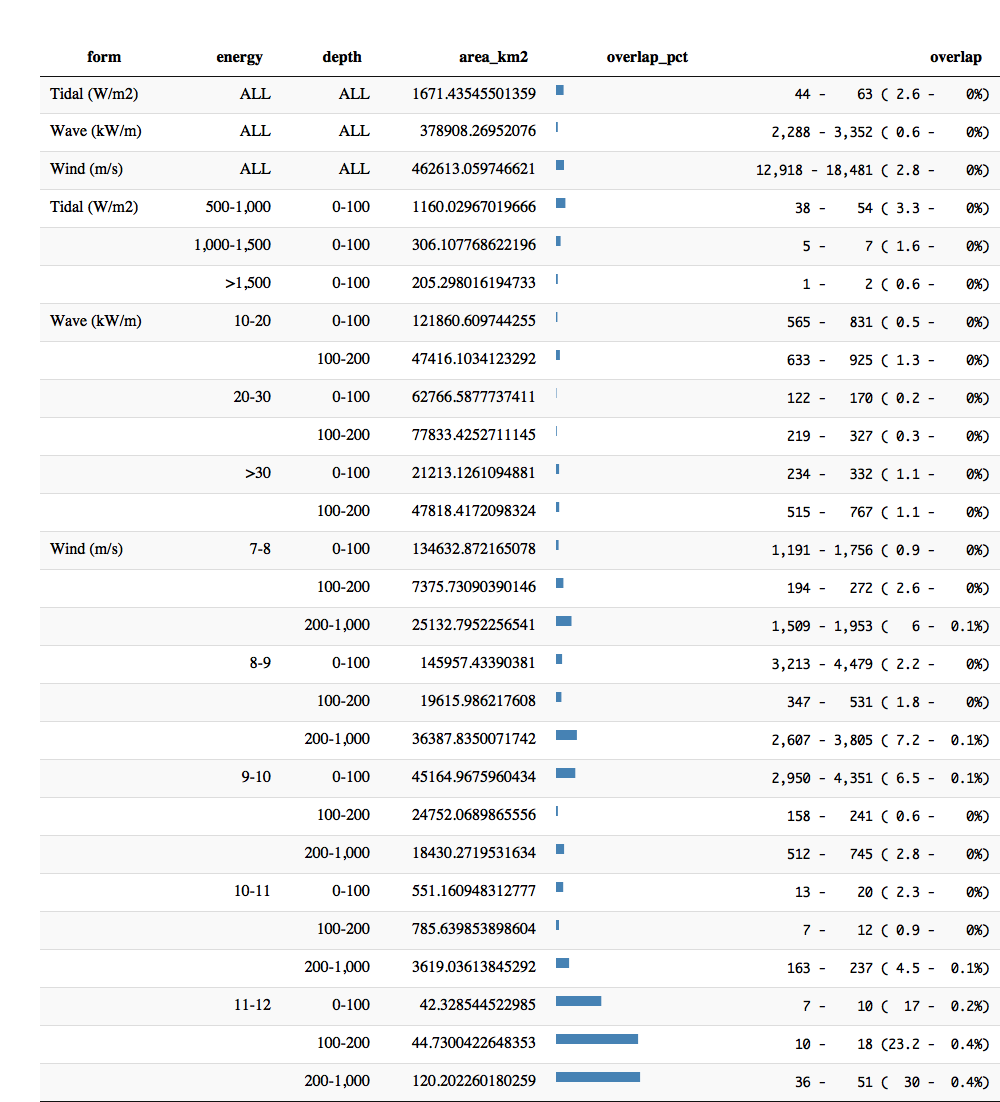 form energy depth area_km2 overlap_pct overlap
Tidal (W/m2) ALL ALL 1671.43545501359 44 - 63 ( 2.6 - 0%)
Wave (kW/m) ALL ALL 378908.26952076 2,288 - 3,352 ( 0.6 - 0%)
Wind (m/s) ALL ALL 462613.059746621 12,918 - 18,481 ( 2.8 - 0%)
Tidal (W/m2) 500-1,000 0-100 1160.02967019666 38 - 54 ( 3.3 - 0%)
1,000-1,500 0-100 306.107768622196 5 - 7 ( 1.6 - 0%)
>1,500 0-100 205.298016194733 1 - 2 ( 0.6 - 0%)
Wave (kW/m) 10-20 0-100 121860.609744255 565 - 831 ( 0.5 - 0%)
100-200 47416.1034123292 633 - 925 ( 1.3 - 0%)
20-30 0-100 62766.5877737411 122 - 170 ( 0.2 - 0%)
100-200 77833.4252711145 219 - 327 ( 0.3 - 0%)
>30 0-100 21213.1261094881 234 - 332 ( 1.1 - 0%)
100-200 47818.4172098324 515 - 767 ( 1.1 - 0%)
Wind (m/s) 7-8 0-100 134632.872165078 1,191 - 1,756 ( 0.9 - 0%)
100-200 7375.73090390146 194 - 272 ( 2.6 - 0%)
200-1,000 25132.7952256541 1,509 - 1,953 ( 6 - 0.1%)
8-9 0-100 145957.43390381 3,213 - 4,479 ( 2.2 - 0%)
100-200 19615.986217608 347 - 531 ( 1.8 - 0%)
200-1,000 36387.8350071742 2,607 - 3,805 ( 7.2 - 0.1%)
9-10 0-100 45164.9675960434 2,950 - 4,351 ( 6.5 - 0.1%)
100-200 24752.0689865556 158 - 241 ( 0.6 - 0%)
200-1,000 18430.2719531634 512 - 745 ( 2.8 - 0%)
10-11 0-100 551.160948312777 13 - 20 ( 2.3 - 0%)
100-200 785.639853898604 7 - 12 ( 0.9 - 0%)
200-1,000 3619.03613845292 163 - 237 ( 4.5 - 0.1%)
11-12 0-100 42.328544522985 7 - 10 ( 17 - 0.2%)
100-200 44.7300422648353 10 - 18 (23.2 - 0.4%)
200-1,000 120.202260180259 36 - 51 ( 30 - 0.4%)